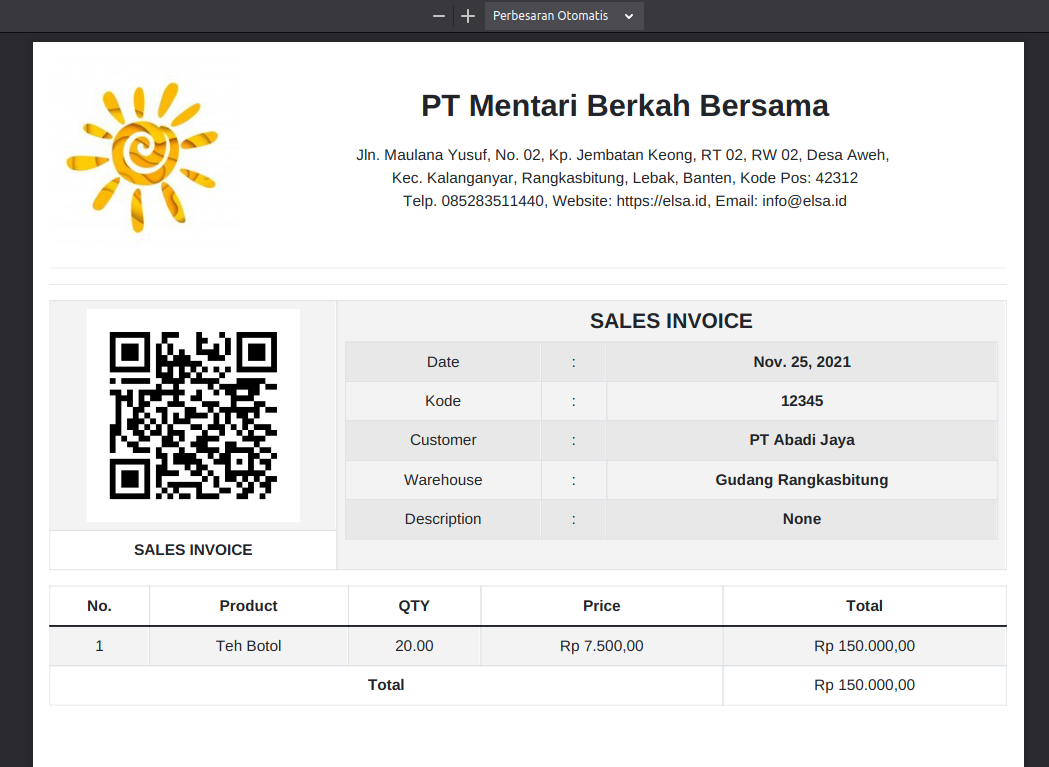 Perbesaran Otomatis
PT Mentari Berkah Bersama
Jln. Maulana Yusuf, No. 02, Kp. Jembatan Keong, RT 02, RW 02, Desa Aweh,
Kec. Kalanganyar, Rangkasbitung, Lebak, Banten, Kode Pos: 42312
Telp. 085283511440, Website: https://elsa.id, Email: info@elsa.id
SALES INVOICE
SALES INVOICE
Date : Nov. 25, 2021
Kode : 12345
Customer : PT Abadi Jaya
Warehouse : Gudang Rangkasbitung
Description : None
No. Product QTY Price Total
1 Teh Botol 20.00 Rp 7.500,00 Rp 150.000,00
Total Rp 150.000,00